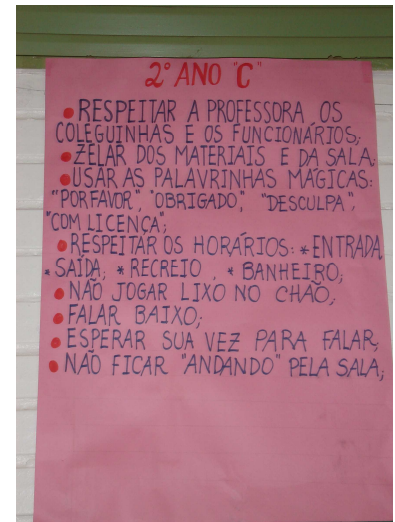 2º ANO "C"
• RESPEITAR A PROFESSORA OS
COLEGUINHAS E OS FUNCIONÁRIOS;
• ZELAR DOS MATERIAIS E DA SALA;
• USAR AS PALAVRINHAS MÁGICAS:
"POR FAVOR", "OBRIGADO", "DESCULPA",
"COM LICENÇA";
• RESPEITAR OS HORÁRIOS: * ENTRADA,
* SAÍDA; * RECREIO, * BANHEIRO;
• NÃO JOGAR LIXO NO CHÃO;
• FALAR BAIXO;
• ESPERAR SUA VEZ PARA FALAR;
• NÃO FICAR "ANDANDO" PELA SALA;